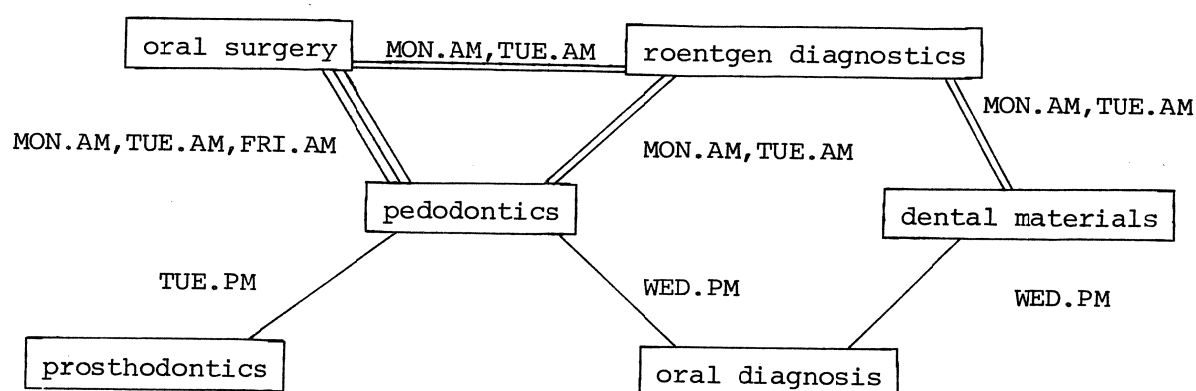 oral surgery
MON.AM,TUE.AM
roentgen diagnostics
MON.AM,TUE.AM
MON.AM,TUE.AM,FRI.AM
MON.AM,TUE.AM
pedodontics
dental materials
TUE.PM
WED.PM
WED.PM
prosthodontics
oral diagnosis